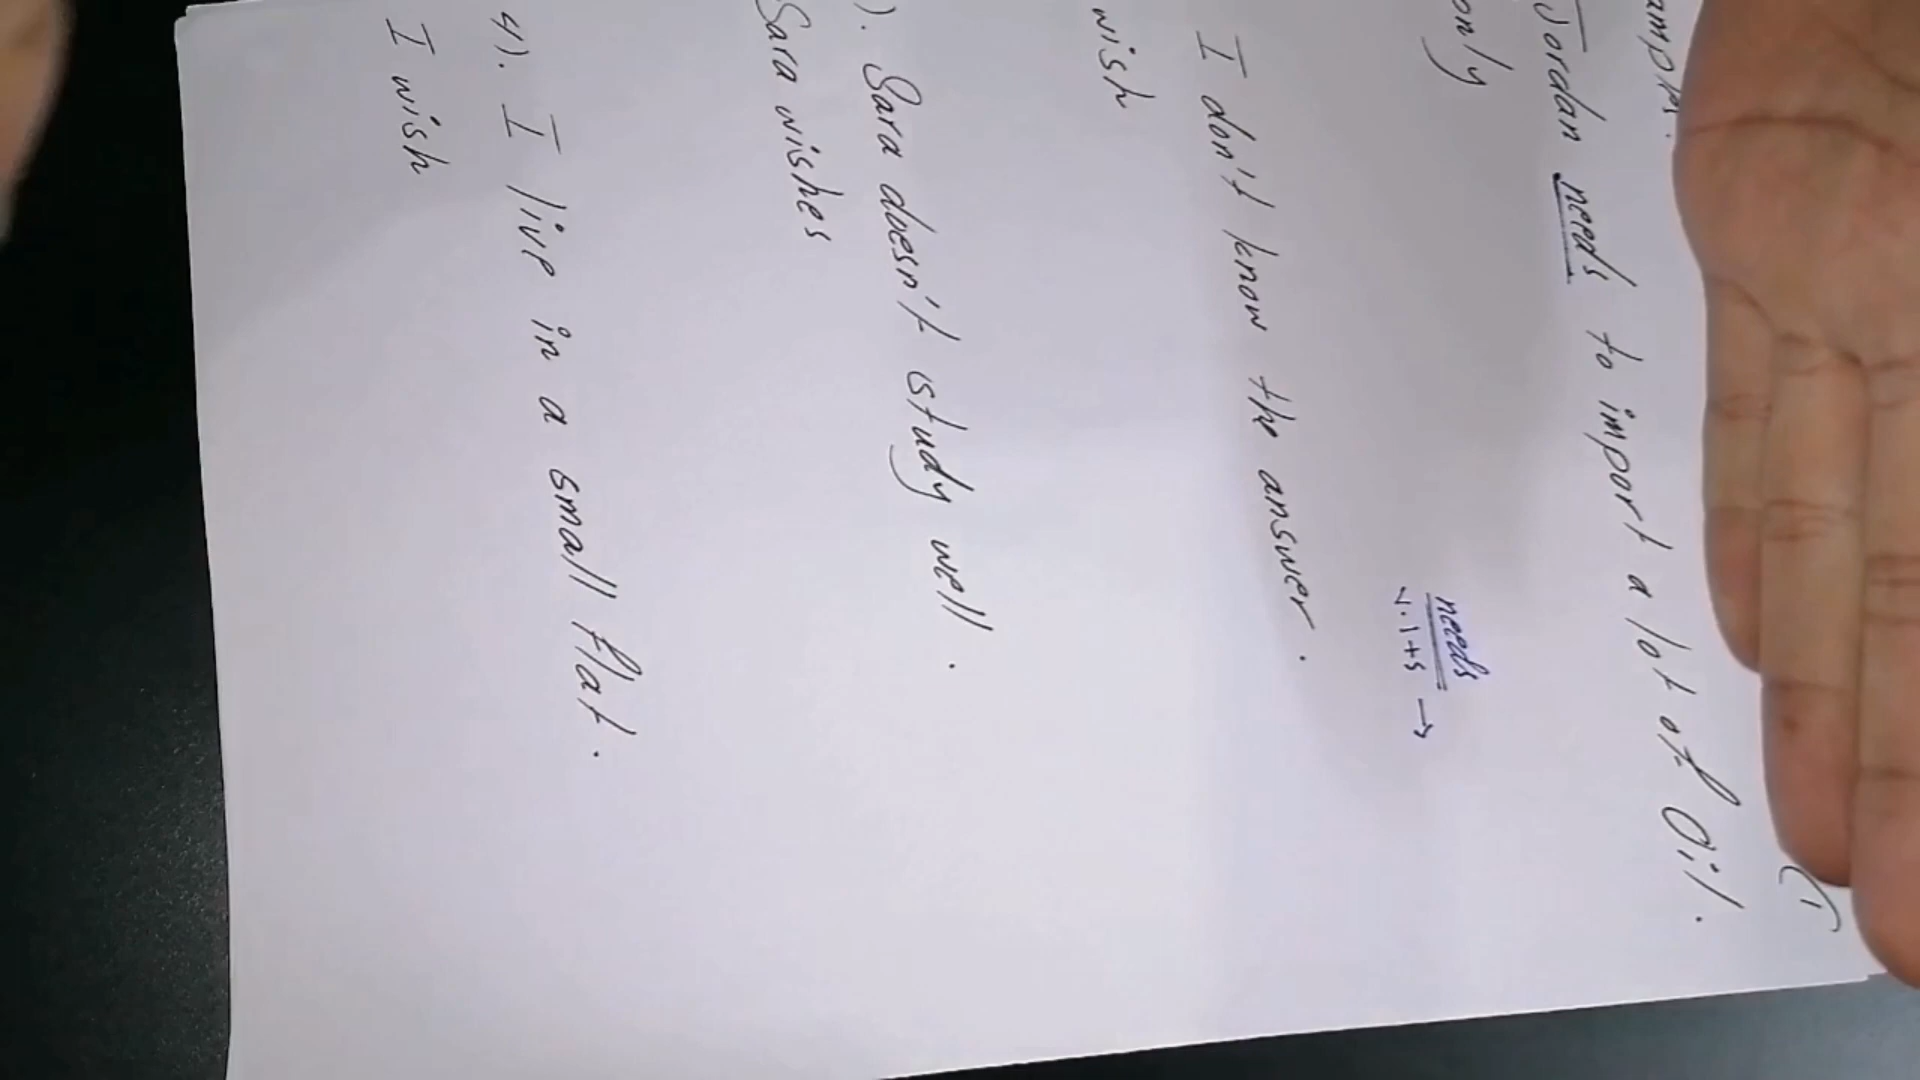 Jordan needs to import a lot of Oil.
only
needs
v.1+s →
I don't know the answer.
wish
). Sara doesn't study well.
Sara wishes
4). I live in a small flat.
I wish